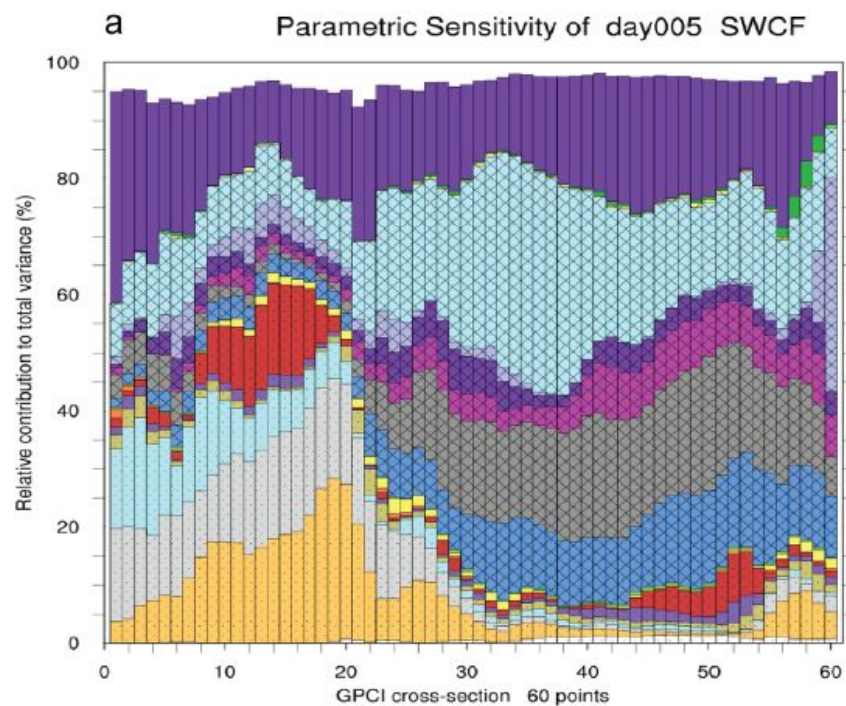 a
Parametric Sensitivity of day005 SWCF
100
80
60
40
20
0
Relative contribution to total variance (%)
0 10 20 30 40 50 60
GPCI cross-section 60 points